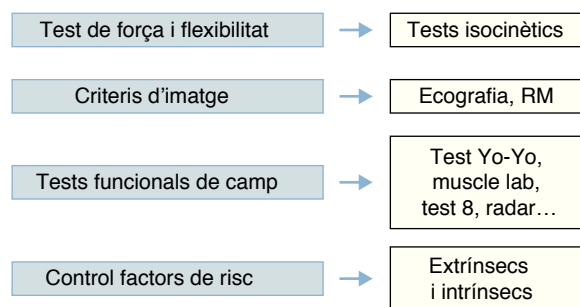 Test de força i flexibilitat
Tests isocinètics
Criteris d'imatge
Ecografia, RM
Tests funcionals de camp
Test Yo-Yo,
muscle lab,
test 8, radar…
Control factors de risc
Extrínsecs
i intrínsecs